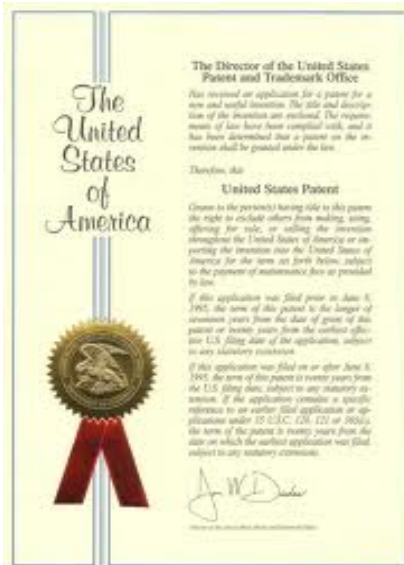 The
United
States
of
America
The Director of the United States
Patent and Trademark Office
Has received an application for a patent for a
new and useful invention. The title and descrip-
tion of the invention are enclosed. The require-
ments of law have been complied with, and it
has been determined that a patent on the in-
vention shall be granted under the law.
Therefore, this
United States Patent
Grants to the person(s) having title to this patent
the right to exclude others from making, using,
offering for sale, or selling the invention
throughout the United States of America or im-
porting the invention into the United States of
America for the term set forth below, subject
to the payment of maintenance fees as provided
by law.
If this application was filed prior to June 8,
1995, the term of this patent is the longer of
seventeen years from the date of grant of this
patent or twenty years from the earliest effec-
tive U.S. filing date of the application, subject
to any statutory extension.
If this application was filed on or after June 8,
1995, the term of this patent is twenty years from
the U.S. filing date, subject to any statutory ex-
tension. If the application contains a specific
reference to an earlier filed application or ap-
plications under 35 U.S.C. 120, 121 or 365(c),
the term of the patent is twenty years from the
date on which the earliest application was filed,
subject to any statutory extensions.